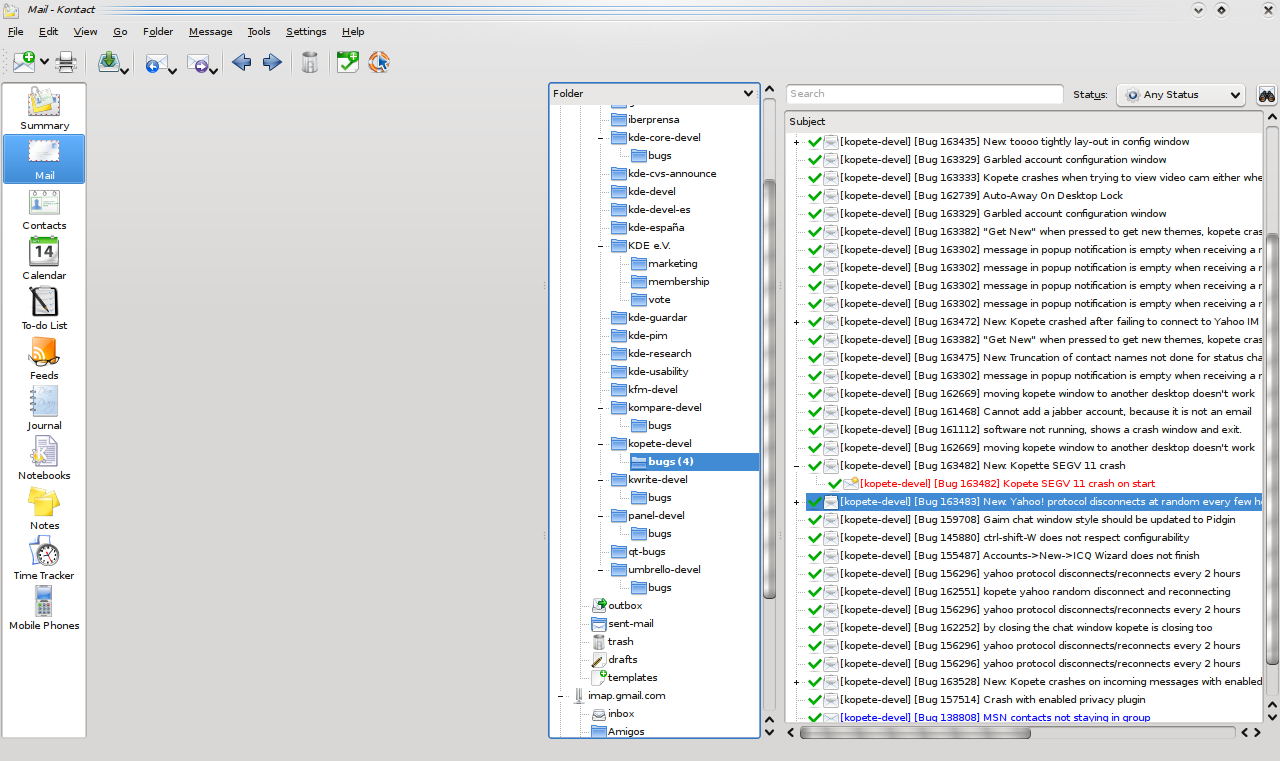 Mail - Kontact
File Edit View Go Folder Message Tools Settings Help
Summary
Mail
Contacts
14
Calendar
To-do List
Feeds
Journal
Notebooks
Notes
Time Tracker
Mobile Phones
Folder
iberprensa
kde-core-devel
bugs
kde-cvs-announce
kde-devel
kde-devel-es
kde-españa
KDE e.V.
marketing
membership
vote
kde-guardar
kde-pim
kde-research
kde-usability
kfm-devel
kompare-devel
bugs
kopete-devel
bugs (4)
kwrite-devel
bugs
panel-devel
bugs
qt-bugs
umbrello-devel
bugs
outbox
sent-mail
trash
drafts
templates
imap.gmail.com
inbox
Amigos
Search Status: Any Status
Subject
[kopete-devel] [Bug 163435] New: toooo tightly lay-out in config window
[kopete-devel] [Bug 163329] Garbled account configuration window
[kopete-devel] [Bug 163333] Kopete crashes when trying to view video cam either whe
[kopete-devel] [Bug 162739] Auto-Away On Desktop Lock
[kopete-devel] [Bug 163329] Garbled account configuration window
[kopete-devel] [Bug 163382] "Get New" when pressed to get new themes, kopete cras
[kopete-devel] [Bug 163302] message in popup notification is empty when receiving a r
[kopete-devel] [Bug 163302] message in popup notification is empty when receiving a r
[kopete-devel] [Bug 163302] message in popup notification is empty when receiving a r
[kopete-devel] [Bug 163302] message in popup notification is empty when receiving a r
[kopete-devel] [Bug 163472] New: Kopete crashed after failing to connect to Yahoo IM
[kopete-devel] [Bug 163382] "Get New" when pressed to get new themes, kopete cras
[kopete-devel] [Bug 163475] New: Truncation of contact names not done for status cha
[kopete-devel] [Bug 163302] message in popup notification is empty when receiving a r
[kopete-devel] [Bug 162669] moving kopete window to another desktop doesn't work
[kopete-devel] [Bug 161468] Cannot add a jabber account, because it is not an email
[kopete-devel] [Bug 161112] software not running, shows a crash window and exit.
[kopete-devel] [Bug 162669] moving kopete window to another desktop doesn't work
[kopete-devel] [Bug 163482] New: Kopette SEGV 11 crash
[kopete-devel] [Bug 163482] Kopete SEGV 11 crash on start
[kopete-devel] [Bug 163483] New: Yahoo! protocol disconnects at random every few h
[kopete-devel] [Bug 159708] Gaim chat window style should be updated to Pidgin
[kopete-devel] [Bug 145880] ctrl-shift-W does not respect configurability
[kopete-devel] [Bug 155487] Accounts->New->ICQ Wizard does not finish
[kopete-devel] [Bug 156296] yahoo protocol disconnects/reconnects every 2 hours
[kopete-devel] [Bug 162551] kopete yahoo random disconnect and reconnecting
[kopete-devel] [Bug 156296] yahoo protocol disconnects/reconnects every 2 hours
[kopete-devel] [Bug 162252] by closing the chat window kopete is closing too
[kopete-devel] [Bug 156296] yahoo protocol disconnects/reconnects every 2 hours
[kopete-devel] [Bug 156296] yahoo protocol disconnects/reconnects every 2 hours
[kopete-devel] [Bug 163528] New: Kopete crashes on incoming messages with enabled
[kopete-devel] [Bug 157514] Crash with enabled privacy plugin
[kopete-devel] [Bug 138808] MSN contacts not staying in group